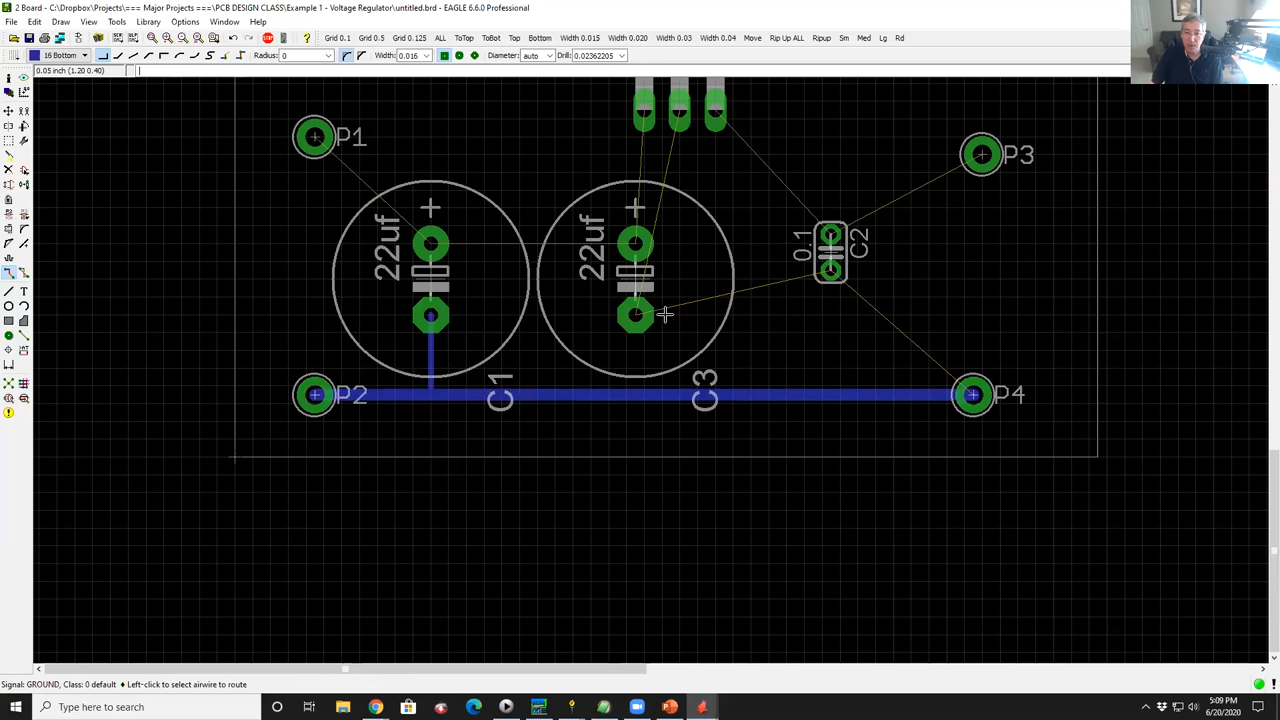 2 Board - C:\Dropbox\Projects\=== Major Projects ===\PCB DESIGN CLASS\Example 1 - Voltage Regulator\untitled.brd - EAGLE 6.6.0 Professional
File Edit Draw View Tools Library Options Window Help
Grid 0.1 Grid 0.5 ALL ToTop ToBot Top Bottom Width 0.015 Width 0.020 Width 0.03 Width 0.04 Move Rip Up ALL Ripup Sm Med Lg Rd
16 Bottom Radius: 0 Width: 0.016 Diameter: auto Drill: 0.02362205
0.05 inch (1.20 0.40)
P1
P3
+ +
22uf 22uf 0.1 C2
C1 C3
P2 P4
Signal: GROUND, Class: 0 default ♦ Left-click to select airwire to route
Type here to search
5:09 PM
6/20/2020